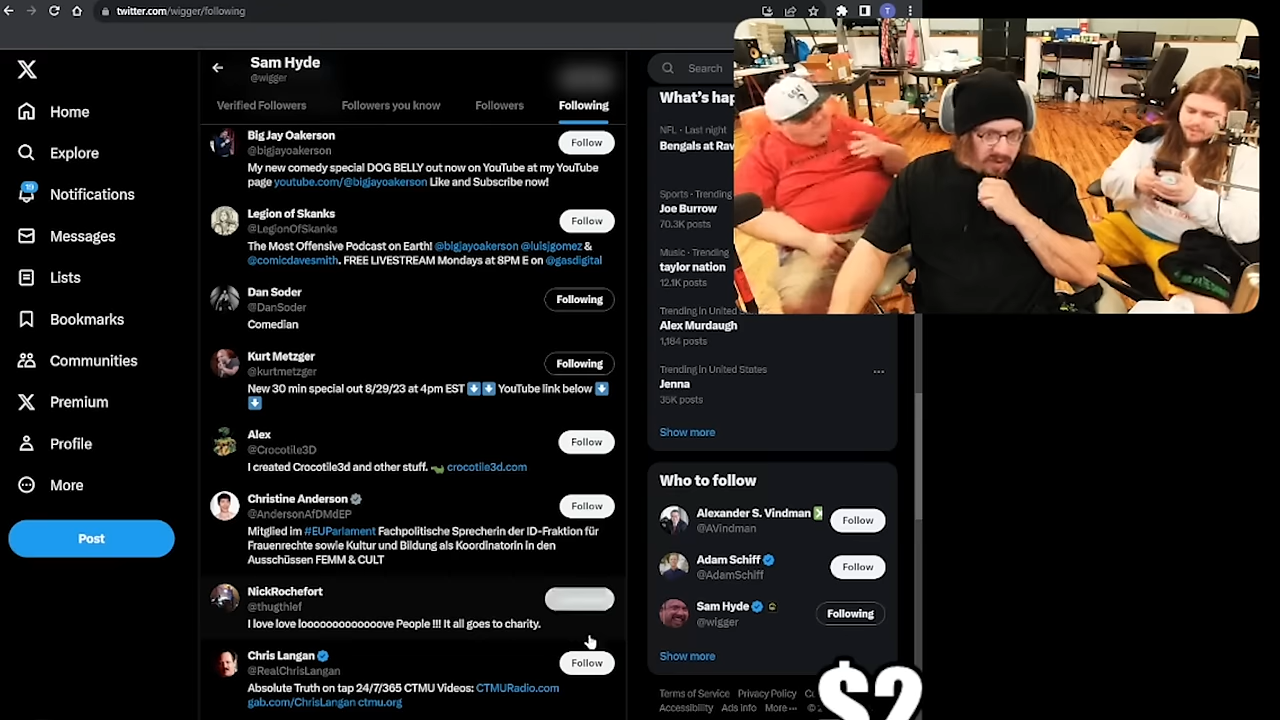 twitter.com/wigger/following
Sam Hyde
@wigger
Verified Followers
Followers you know
Followers
Following
Home
Explore
19
Notifications
Messages
Lists
Bookmarks
Communities
Premium
Profile
More
Post
Big Jay Oakerson
@bigjayoakerson
Follow
My new comedy special DOG BELLY out now on YouTube at my YouTube
page youtube.com/@bigjayoakerson Like and Subscribe now!
Legion of Skanks
@LegionOfSkanks
Follow
The Most Offensive Podcast on Earth! @bigjayoakerson @luisjgomez &
@comicdavesmith. FREE LIVESTREAM Mondays at 8PM E on @gasdigital
Dan Soder
@DanSoder
Following
Comedian
Kurt Metzger
@kurtmetzger
Following
New 30 min special out 8/29/23 at 4pm EST ⬇️⬇️ YouTube link below ⬇️
⬇️
Alex
@Crocotile3D
Follow
I created Crocotile3d and other stuff. 🐊 crocotile3d.com
Christine Anderson
@AndersonAfDMdEP
Follow
Mitglied im #EUParlament Fachpolitische Sprecherin der ID-Fraktion für
Frauenrechte sowie Kultur und Bildung als Koordinatorin in den
Ausschüssen FEMM & CULT
NickRochefort
@thugthief
I love love looooooooooooove People !!! It all goes to charity.
Chris Langan
@RealChrisLangan
Follow
Absolute Truth on tap 24/7/365 CTMU Videos: CTMURadio.com
gab.com/ChrisLangan ctmu.org
Search
What's hap
NFL · Last night
Bengals at Rav
Sports · Trending
Joe Burrow
70.3K posts
Music · Trending
taylor nation
12.1K posts
Trending in United S
Alex Murdaugh
1,184 posts
Trending in United States
Jenna
35K posts
Show more
Who to follow
Alexander S. Vindman
@AVindman
Follow
Adam Schiff
@AdamSchiff
Follow
Sam Hyde
@wigger
Following
Show more
Terms of Service Privacy Policy
Accessibility Ads info More ···
$2